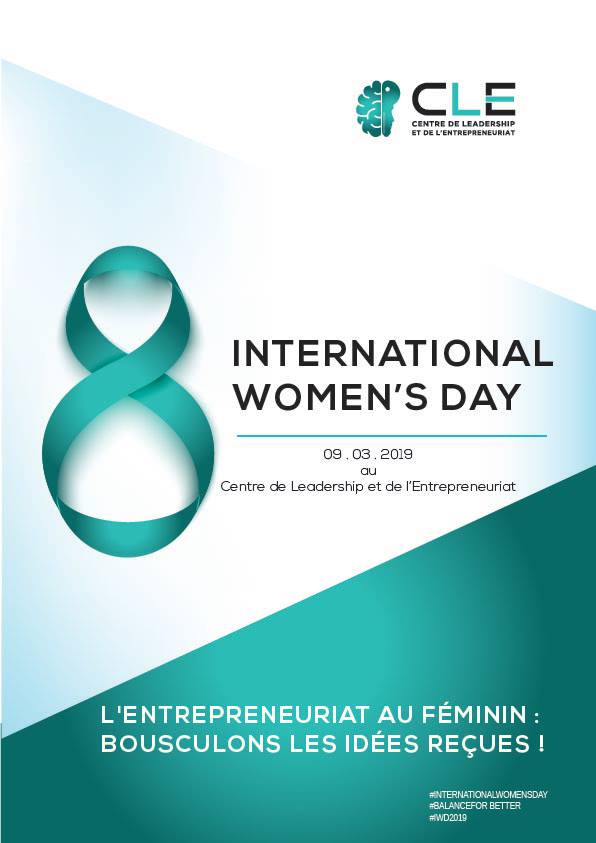 CLE
CENTRE DE LEADERSHIP
ET DE L'ENTREPRENEURIAT
8
INTERNATIONAL
WOMEN'S DAY
09 . 03 . 2019
au
Centre de Leadership et de l'Entrepreneuriat
L'ENTREPRENEURIAT AU FÉMININ :
BOUSCULONS LES IDÉES REÇUES !
#INTERNATIONALWOMENSDAY
#BALANCEFOR BETTER
#IWD2019